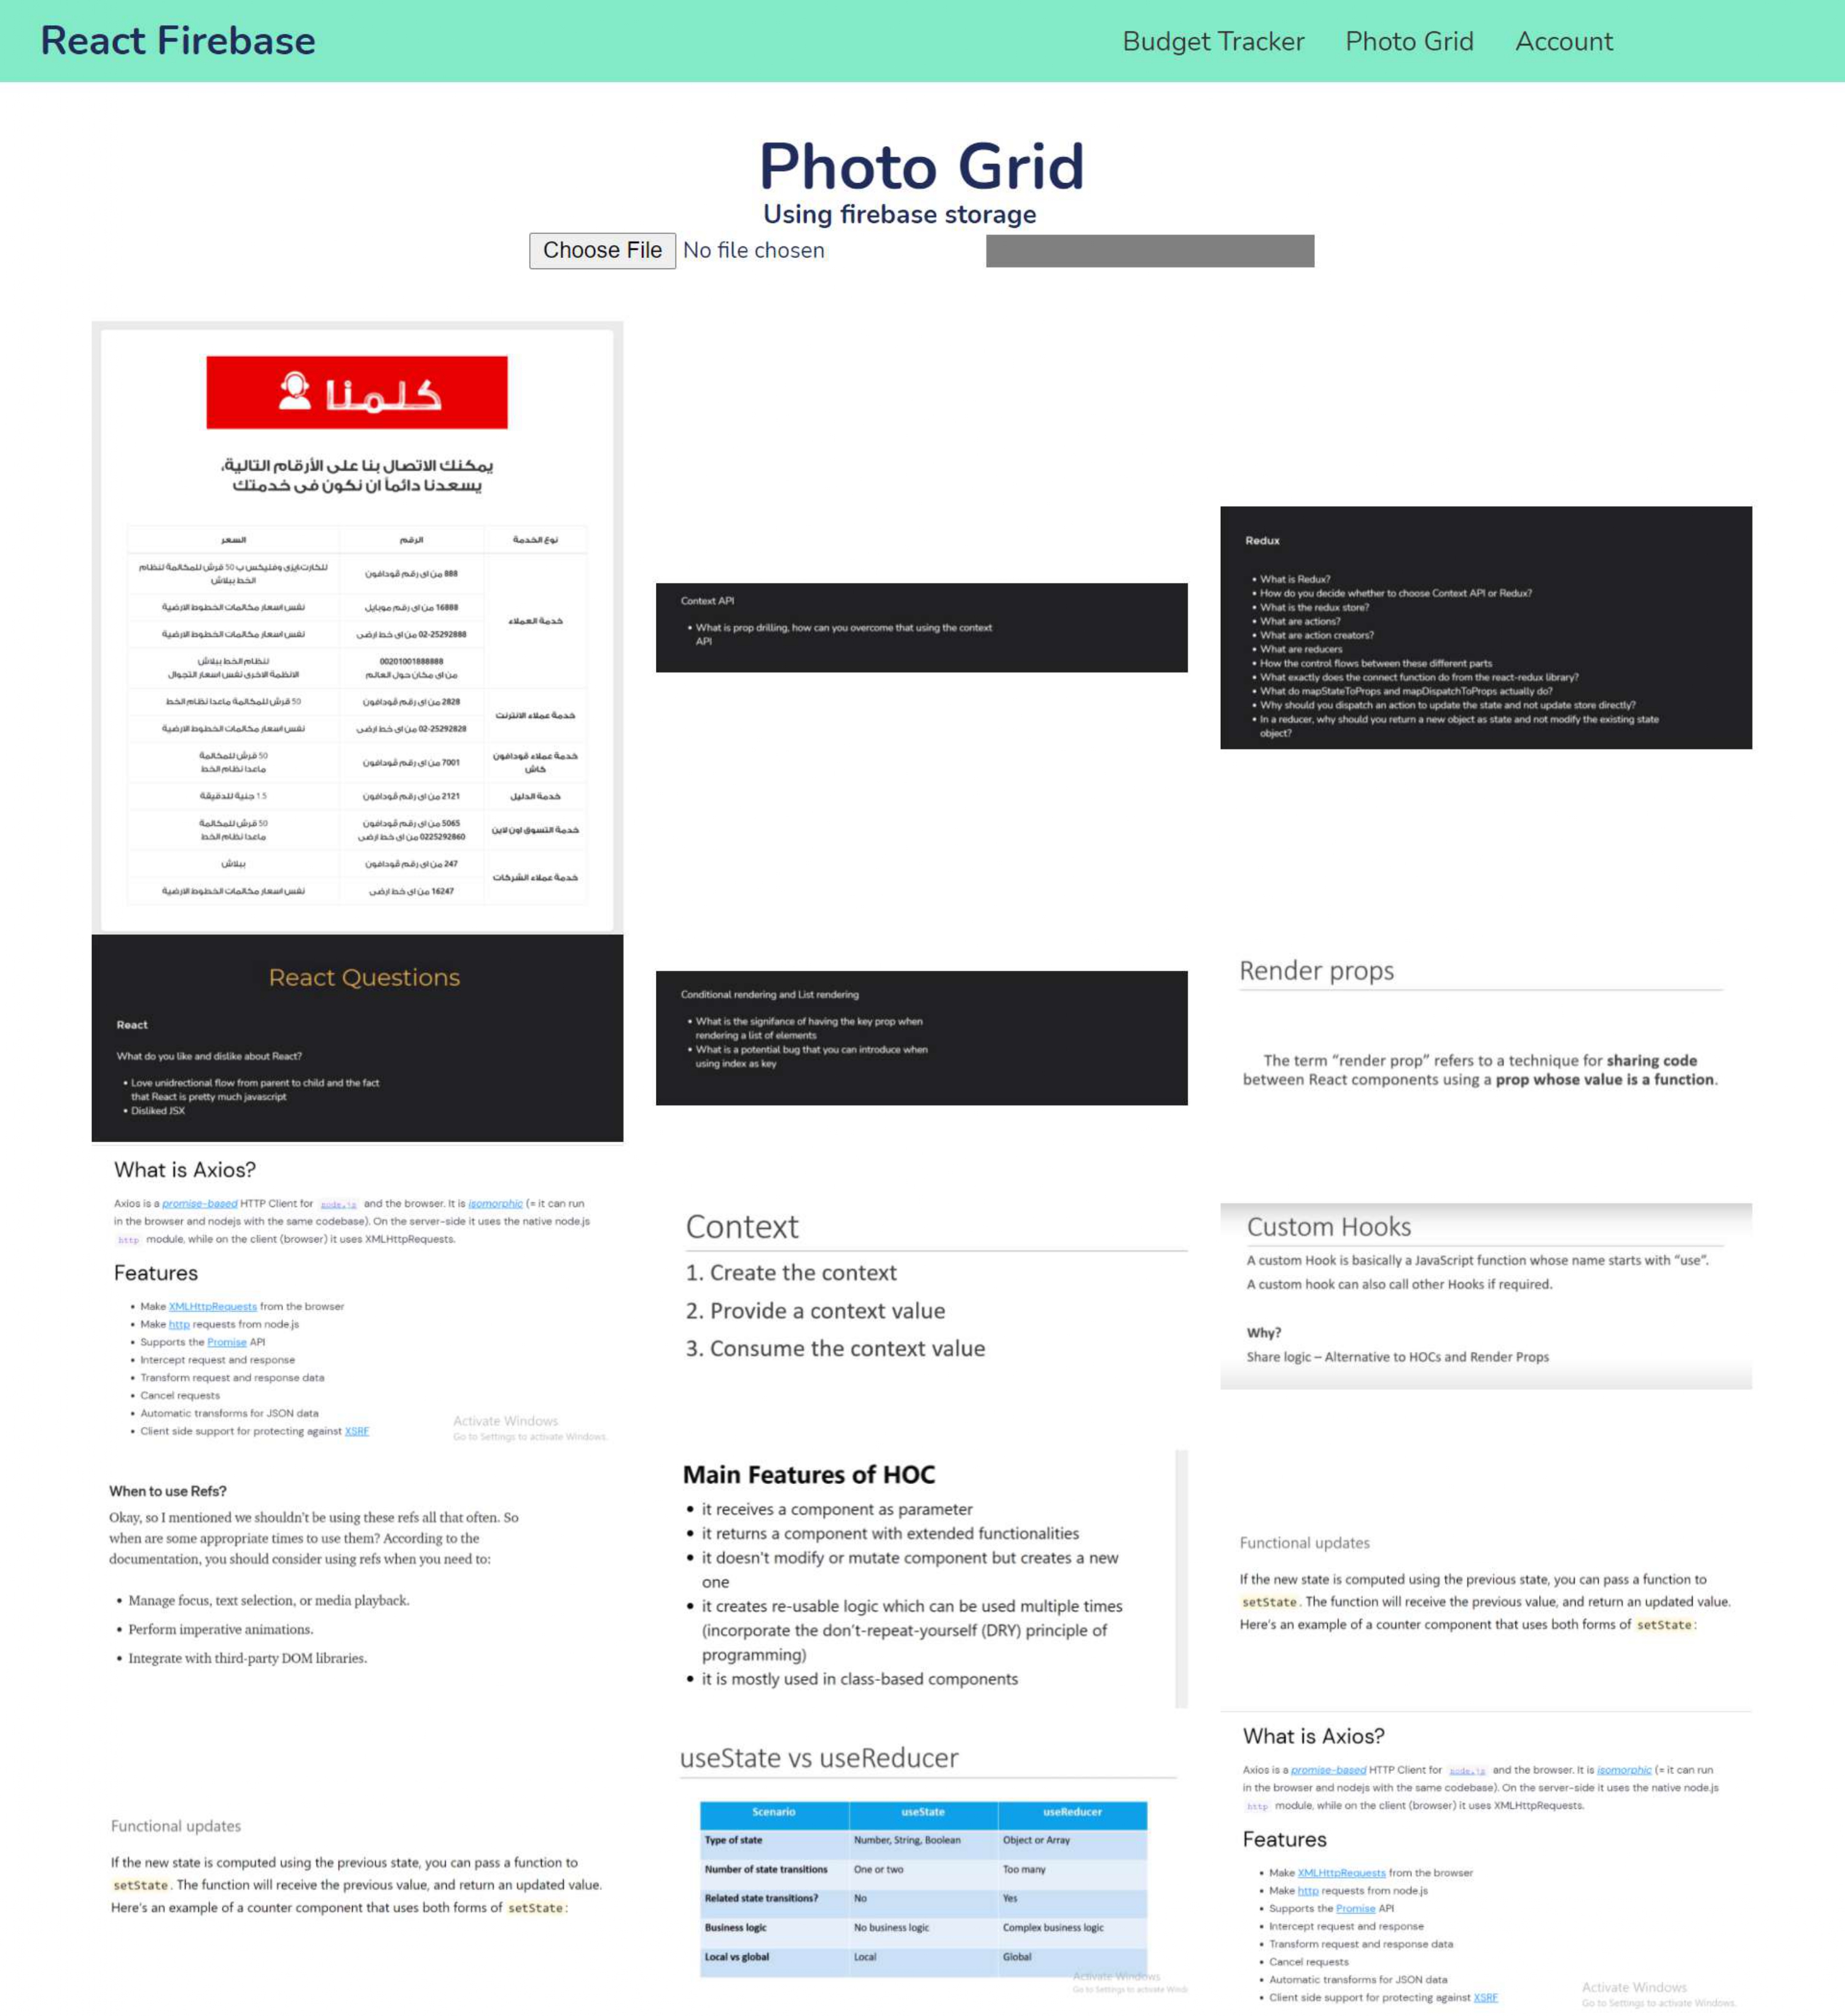 React Firebase
Budget Tracker
Photo Grid
Account
Photo Grid
Using firebase storage
Choose File No file chosen
كلمنا
يمكنك الاتصال بنا على الأرقام التالية،
يسعدنا دائماً ان نكون فى خدمتك
نوع الخدمة الرقم السعر
خدمة العملاء
888 من اى رقم ڤودافون
للكارت ايزى وفليكس ب 50 قرش للمكالمة لنظام
الخط ببلاش
16888 من اى رقم موبايل
نفس اسعار مكالمات الخطوط الارضية
02-25292888 من اى خط ارضى
نفس اسعار مكالمات الخطوط الارضية
00201001888888
من اى مكان حول العالم
لنظام الخط ببلاش
الانظمة الاخرى نفس اسعار التجوال
خدمة عملاء الانترنت
2828 من اى رقم ڤودافون
50 قرش للمكالمة ماعدا نظام الخط
02-25292828 من اى خط ارضى
نفس اسعار مكالمات الخطوط الارضية
خدمة عملاء ڤودافون
كاش
7001 من اى رقم ڤودافون
50 قرش للمكالمة
ماعدا نظام الخط
خدمة الدليل
2121 من اى رقم ڤودافون
1.5 جنية للدقيقة
خدمة التسوق اون لاين
5065 من اى رقم ڤودافون
0225292860 من اى خط ارضى
50 قرش للمكالمة
ماعدا نظام الخط
خدمة عملاء الشركات
247 من اى رقم ڤودافون
ببلاش
16247 من اى خط ارضى
نفس اسعار مكالمات الخطوط الارضية
Context API
• What is prop drilling, how can you overcome that using the context
API
Redux
• What is Redux?
• How do you decide whether to choose Context API or Redux?
• What is the redux store?
• What are actions?
• What are action creators?
• What are reducers
• How the control flows between these different parts
• What exactly does the connect function do from the react-redux library?
• What do mapStateToProps and mapDispatchToProps actually do?
• Why should you dispatch an action to update the state and not update store directly?
• In a reducer, why should you return a new object as state and not modify the existing state
object?
React Questions
React
What do you like and dislike about React?
• Love unidrectional flow from parent to child and the fact
that React is pretty much javascript
• Disliked JSX
Conditional rendering and List rendering
• What is the signifance of having the key prop when
rendering a list of elements
• What is a potential bug that you can introduce when
using index as key
Render props
The term “render prop” refers to a technique for sharing code
between React components using a prop whose value is a function.
What is Axios?
Axios is a promise-based HTTP Client for node.js and the browser. It is isomorphic (= it can run
in the browser and nodejs with the same codebase). On the server-side it uses the native node.js
http module, while on the client (browser) it uses XMLHttpRequests.
Features
• Make XMLHttpRequests from the browser
• Make http requests from node.js
• Supports the Promise API
• Intercept request and response
• Transform request and response data
• Cancel requests
• Automatic transforms for JSON data
• Client side support for protecting against XSRF
Activate Windows
Go to Settings to activate Windows.
Context
1. Create the context
2. Provide a context value
3. Consume the context value
Custom Hooks
A custom Hook is basically a JavaScript function whose name starts with “use”.
A custom hook can also call other Hooks if required.
Why?
Share logic – Alternative to HOCs and Render Props
When to use Refs?
Okay, so I mentioned we shouldn't be using these refs all that often. So
when are some appropriate times to use them? According to the
documentation, you should consider using refs when you need to:
• Manage focus, text selection, or media playback.
• Perform imperative animations.
• Integrate with third-party DOM libraries.
Main Features of HOC
• it receives a component as parameter
• it returns a component with extended functionalities
• it doesn't modify or mutate component but creates a new
one
• it creates re-usable logic which can be used multiple times
(incorporate the don't-repeat-yourself (DRY) principle of
programming)
• it is mostly used in class-based components
Functional updates
If the new state is computed using the previous state, you can pass a function to
setState. The function will receive the previous value, and return an updated value.
Here's an example of a counter component that uses both forms of setState:
Functional updates
If the new state is computed using the previous state, you can pass a function to
setState. The function will receive the previous value, and return an updated value.
Here's an example of a counter component that uses both forms of setState:
useState vs useReducer
Scenario useState useReducer
Type of state Number, String, Boolean Object or Array
Number of state transitions One or two Too many
Related state transitions? No Yes
Business logic No business logic Complex business logic
Local vs global Local Global
Activate Windows
Go to Settings to activate Windo
What is Axios?
Axios is a promise-based HTTP Client for node.js and the browser. It is isomorphic (= it can run
in the browser and nodejs with the same codebase). On the server-side it uses the native node.js
http module, while on the client (browser) it uses XMLHttpRequests.
Features
• Make XMLHttpRequests from the browser
• Make http requests from node.js
• Supports the Promise API
• Intercept request and response
• Transform request and response data
• Cancel requests
• Automatic transforms for JSON data
• Client side support for protecting against XSRF
Activate Windows
Go to Settings to activate Windows.